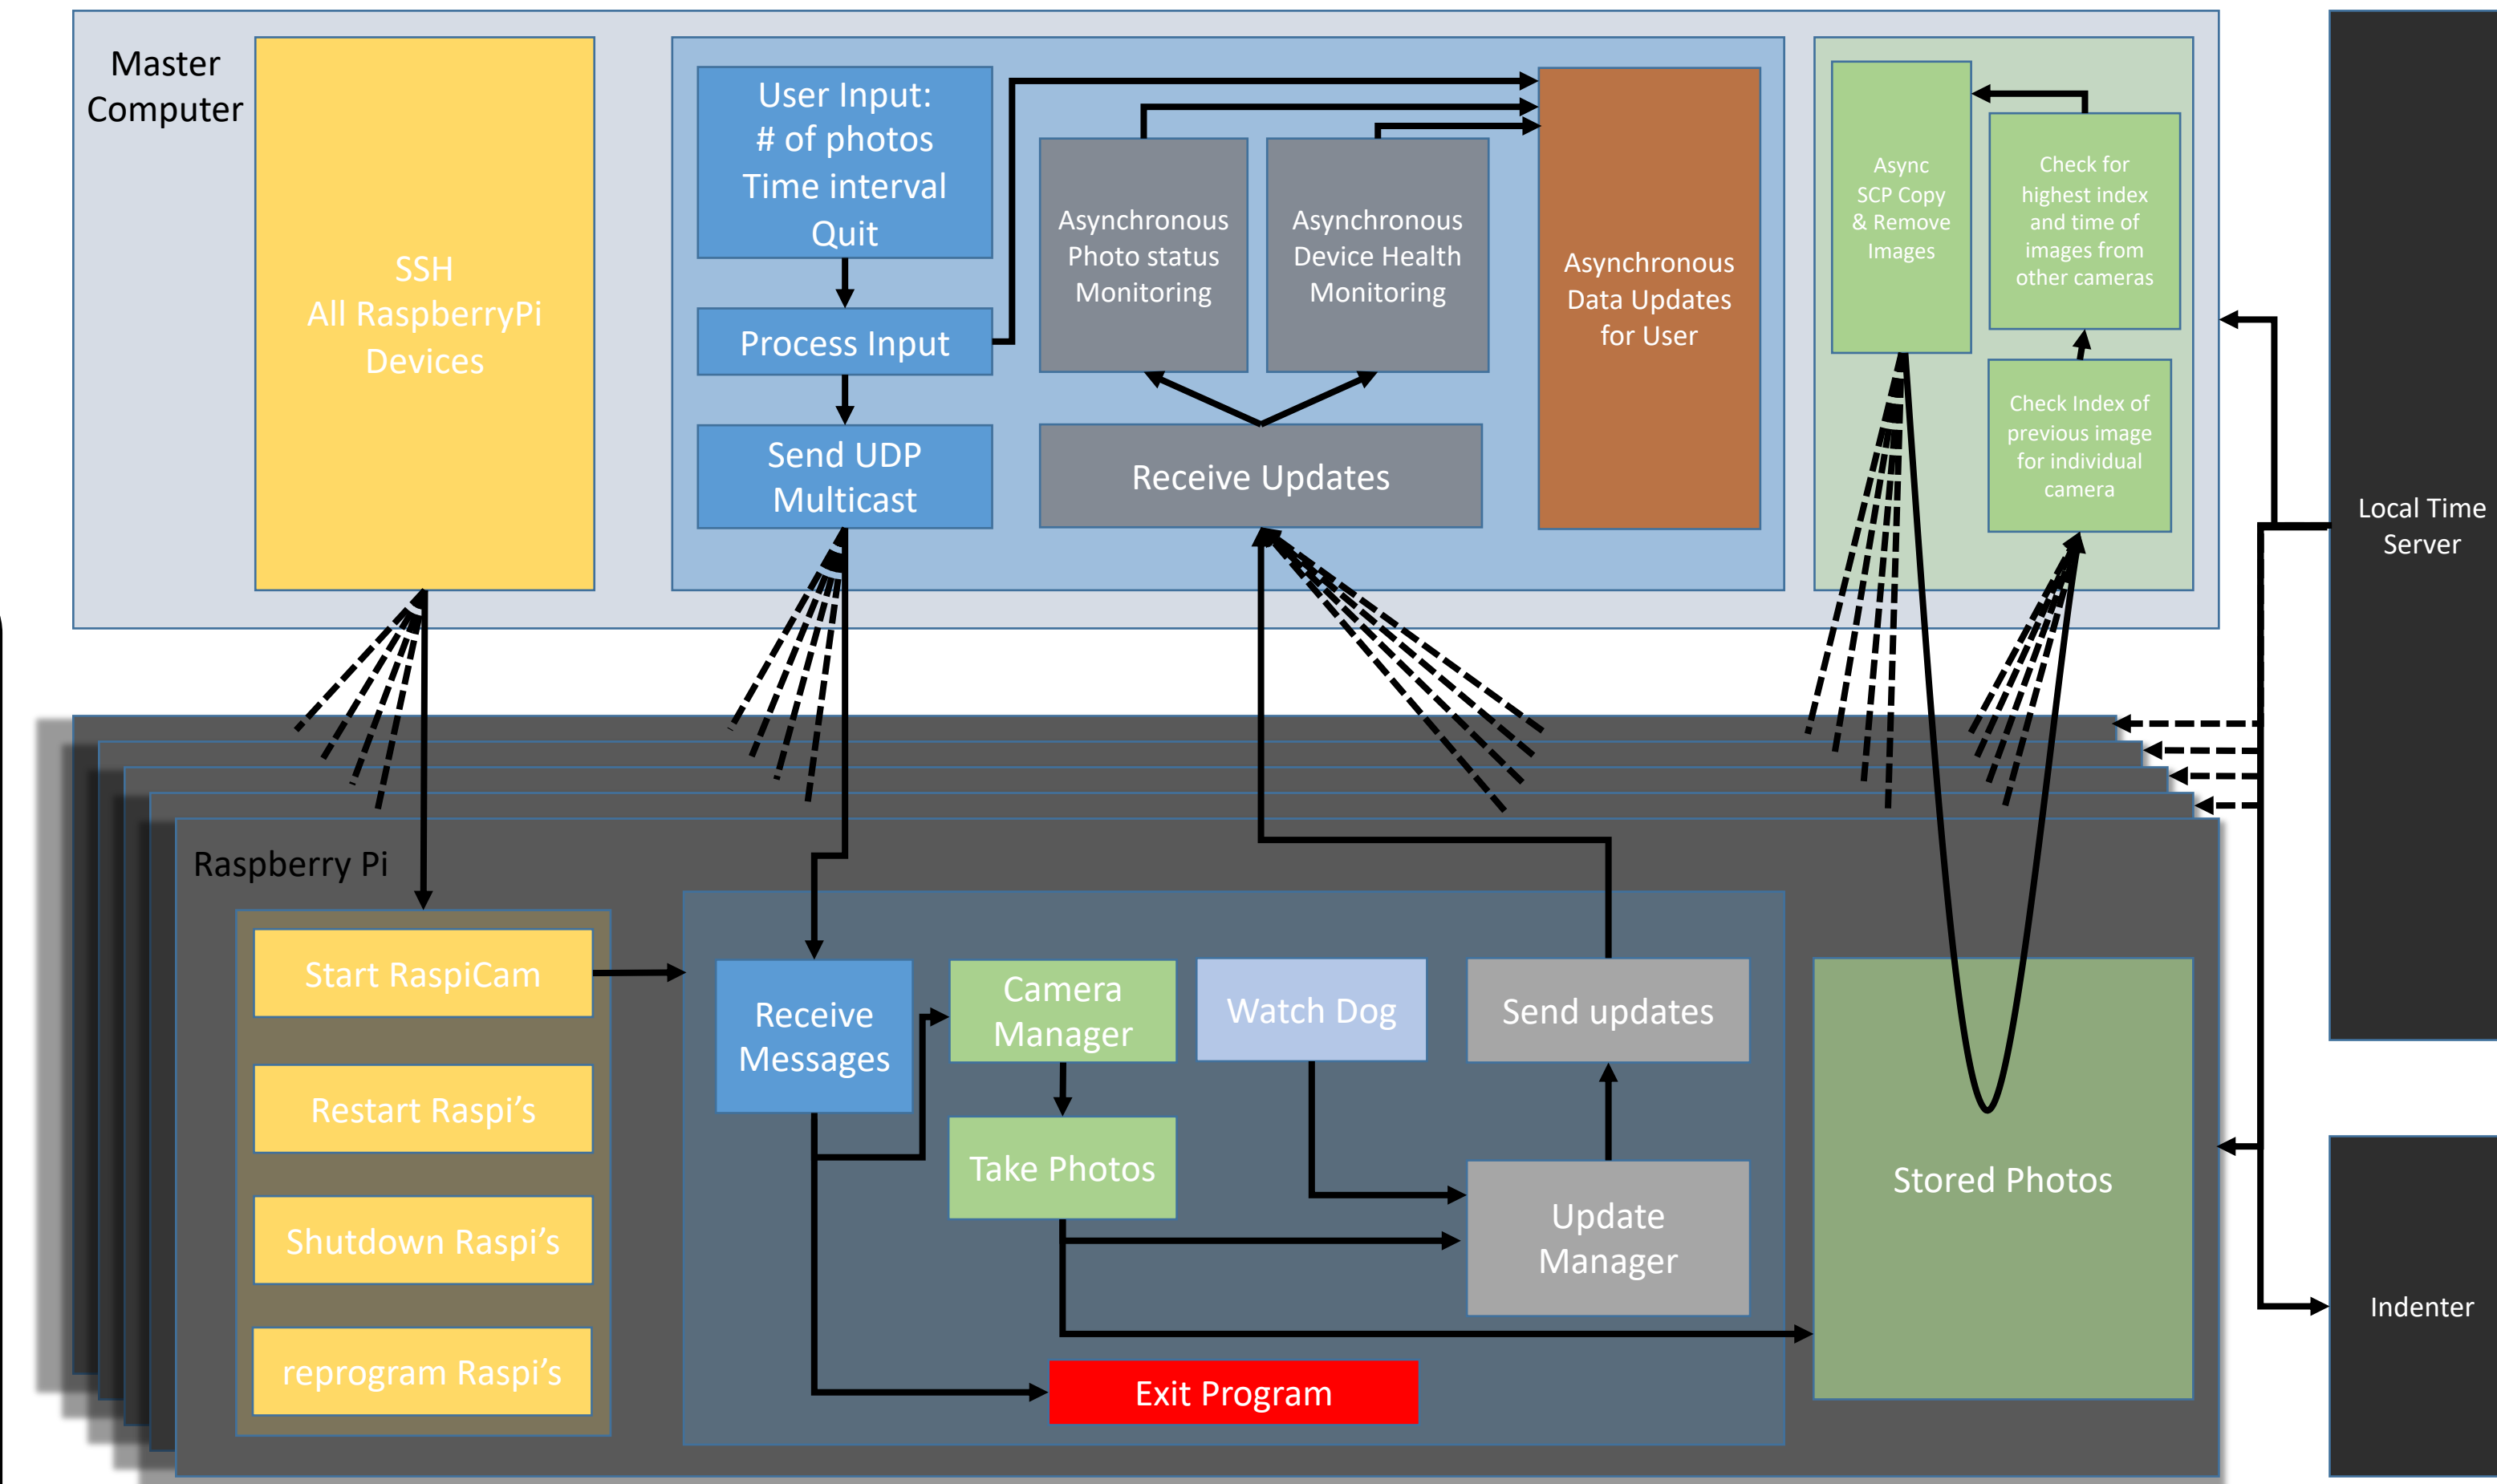 Master
Computer
SSH
All RaspberryPi
Devices
User Input:
# of photos
Time interval
Quit
Process Input
Send UDP
Multicast
Asynchronous
Photo status
Monitoring
Asynchronous
Device Health
Monitoring
Receive Updates
Asynchronous
Data Updates
for User
Async
SCP Copy
& Remove
Images
Check for
highest index
and time of
images from
other cameras
Check Index of
previous image
for individual
camera
Local Time
Server
Raspberry Pi
Start RaspiCam
Restart Raspi’s
Shutdown Raspi’s
reprogram Raspi’s
Receive
Messages
Camera
Manager
Take Photos
Watch Dog
Send updates
Update
Manager
Exit Program
Stored Photos
Indenter